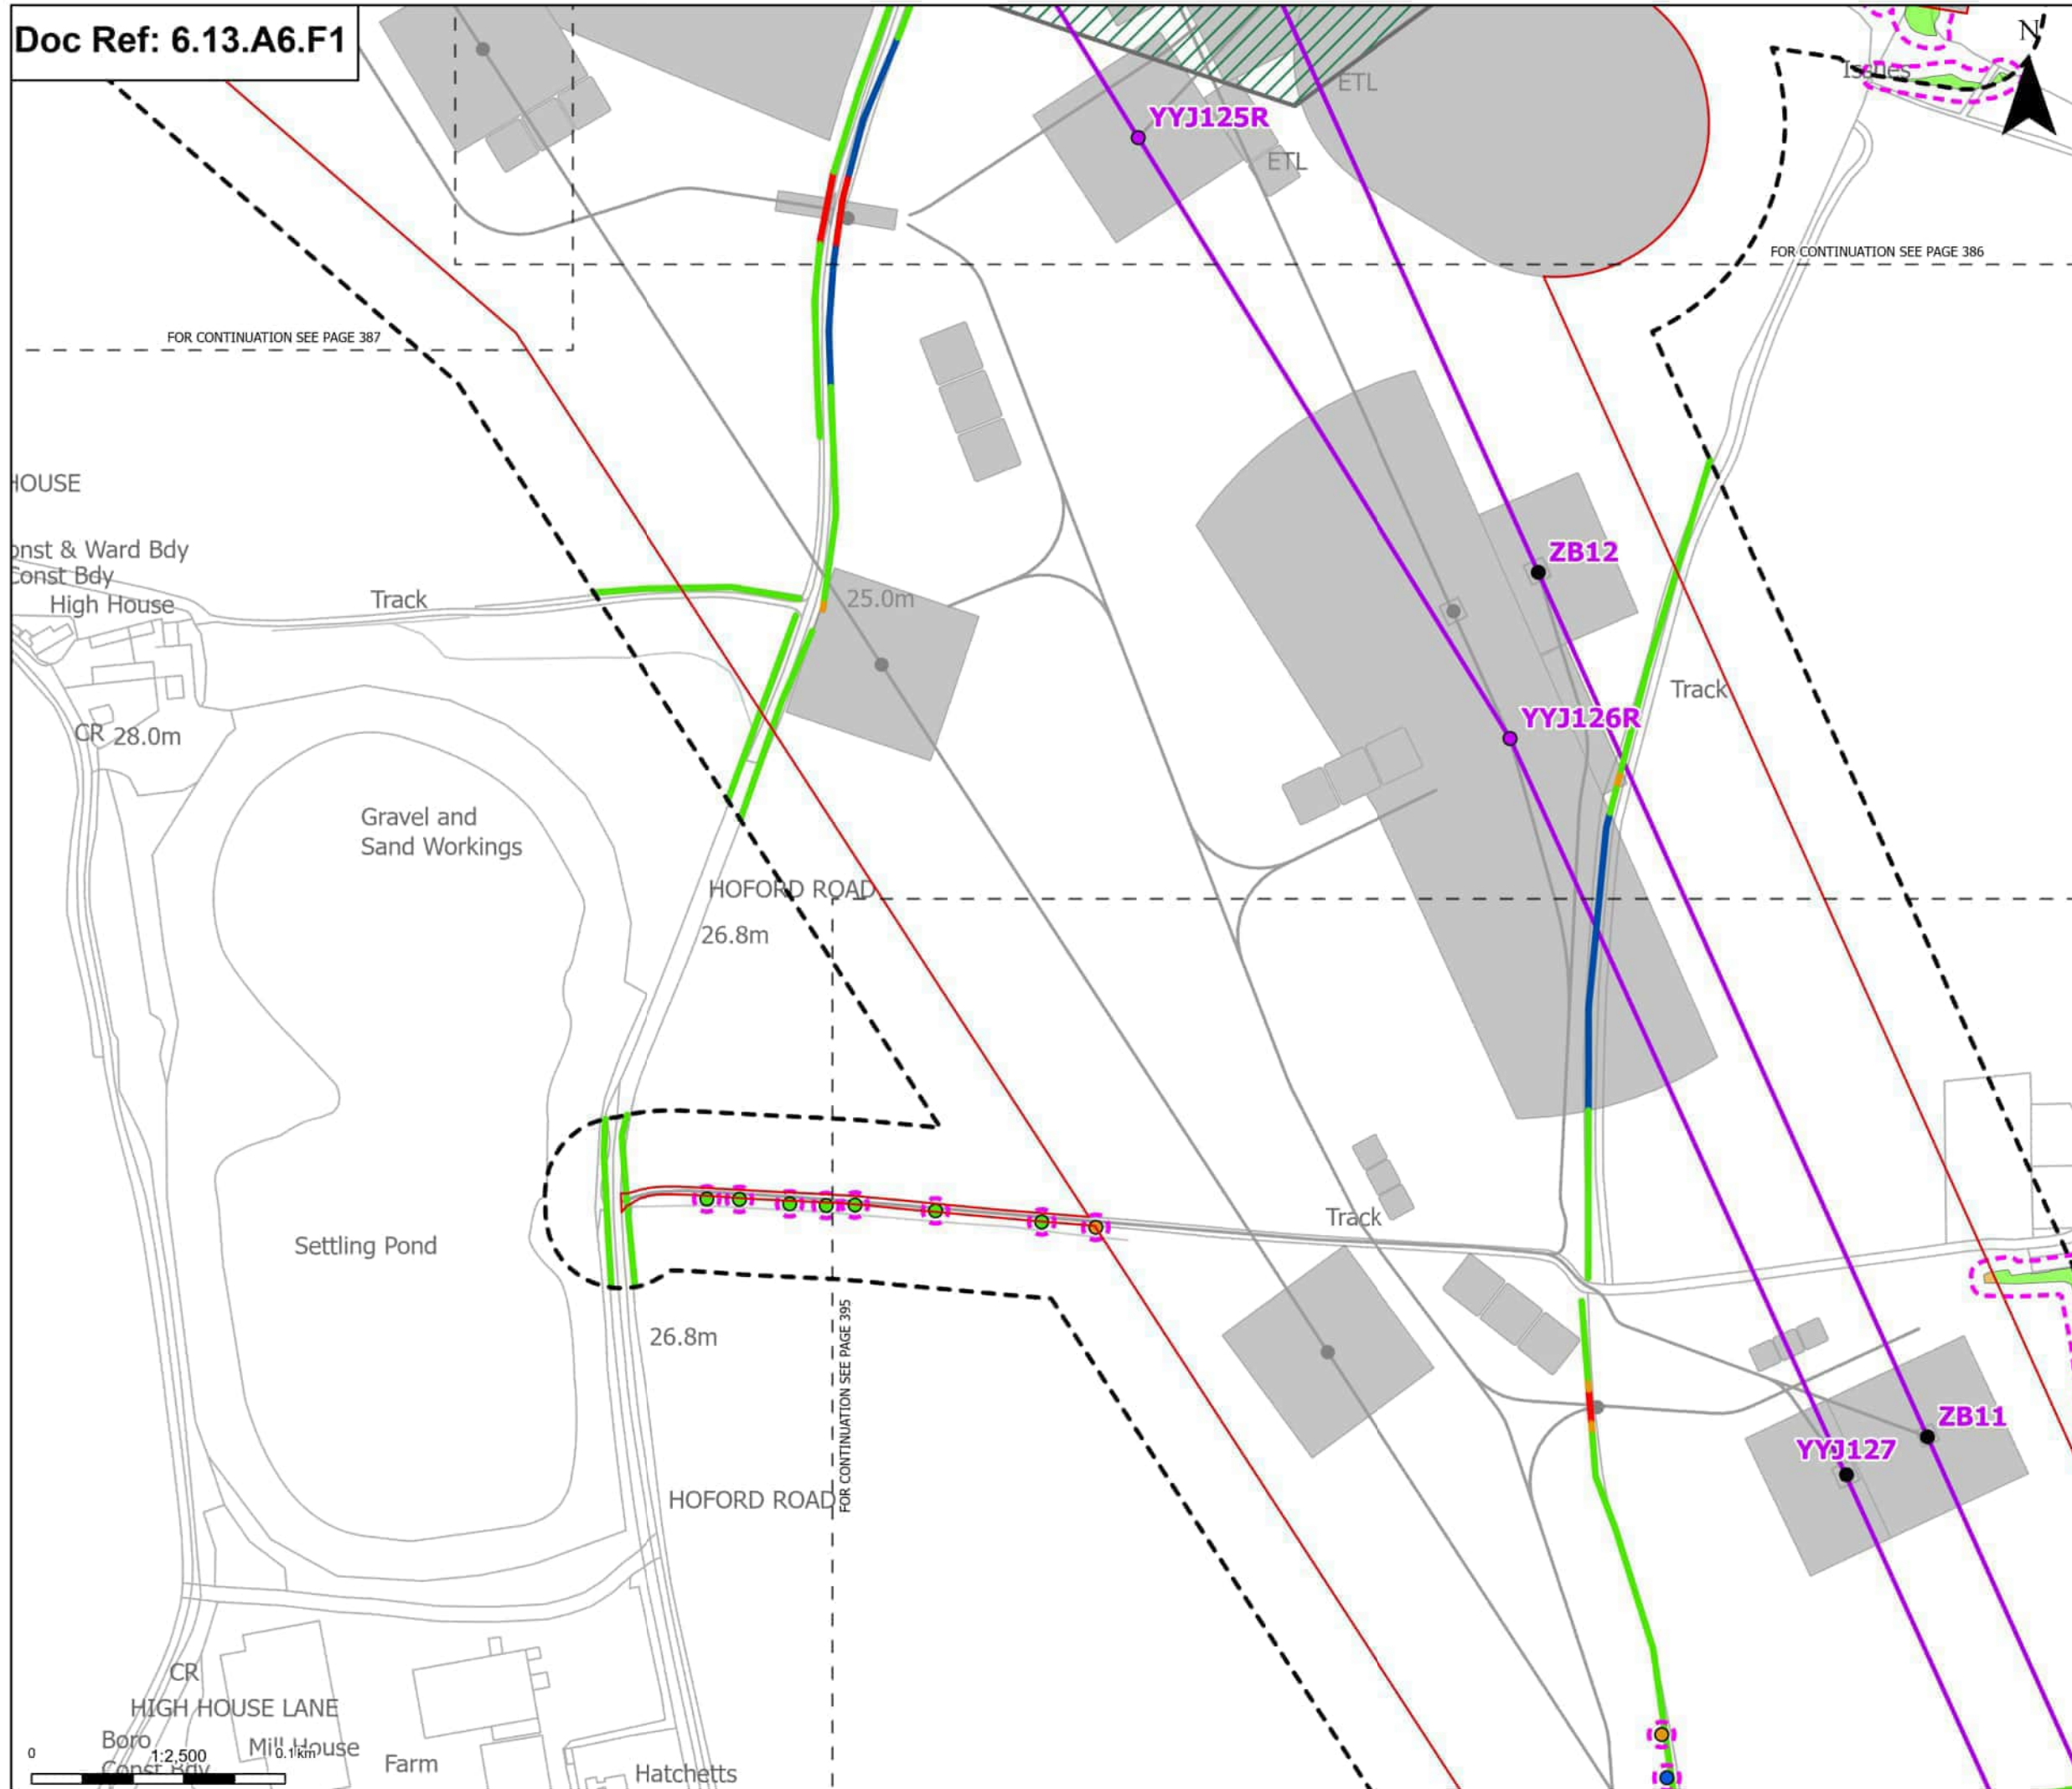 Doc Ref: 6.13.A6.F1
N
Issues
ETL
YYJ125R
ETL
FOR CONTINUATION SEE PAGE 386
FOR CONTINUATION SEE PAGE 387
HOUSE
onst & Ward Bdy
Const Bdy
High House
Track
25.0m
ZB12
Track
YYJ126R
CR
28.0m
Gravel and
Sand Workings
HOFORD ROAD
26.8m
Track
Settling Pond
26.8m
FOR CONTINUATION SEE PAGE 395
ZB11
YYJ127
HOFORD ROAD
CR
HIGH HOUSE LANE
Boro
Const Bdy
Mill House
Farm
Hatchetts
0
1:2,500
0.1km